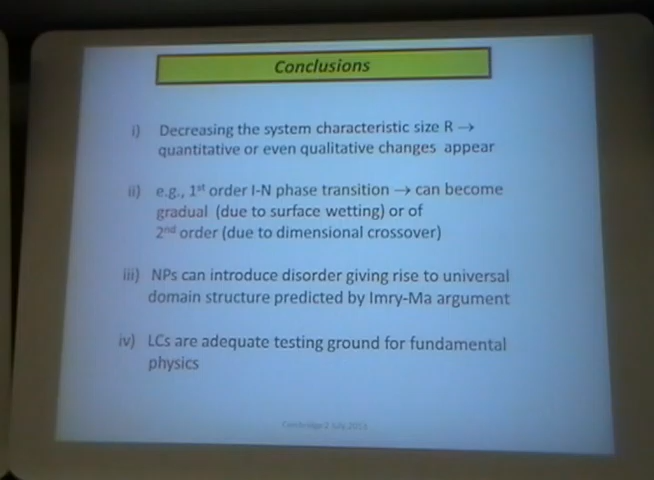 Conclusions
i) Decreasing the system characteristic size R →
quantitative or even qualitative changes appear
ii) e.g., 1st order I-N phase transition → can become
gradual (due to surface wetting) or of
2nd order (due to dimensional crossover)
iii) NPs can introduce disorder giving rise to universal
domain structure predicted by Imry-Ma argument
iv) LCs are adequate testing ground for fundamental
physics